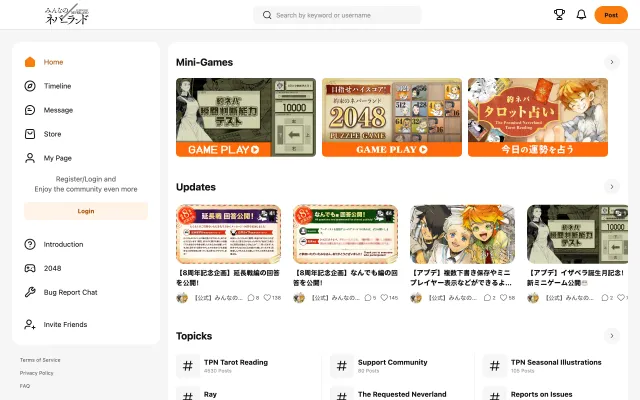 みんなの
ネバーランド
Search by keyword or username
Post
Home
Timeline
Message
Store
My Page
Register/Login and
Enjoy the community even more
Login
Introduction
2048
Bug Report Chat
Invite Friends
Terms of Service
Privacy Policy
FAQ
Mini-Games
約ネバ
瞬間判断能力
テスト
10000
GAME PLAY
目指せハイスコア!
約束のネバーランド
2048
PUZZLE GAME
GAME PLAY
約ネバ
タロット占い
The Promised Neverland
Tarot Reading
今日の運勢を占う
Updates
延長戦 回答公開!
なんでも編 回答公開!
約ネバ
瞬間判断能力
テスト
10000
【8周年記念企画】延長戦編の回答
を公開!
【公式】みんなの...
8
138
【8周年記念企画】なんでも編の回
答を公開!
【公式】みんなの...
5
145
【アプデ】複数下書き保存やミニ
プレイヤー表示などができるよ...
【公式】みんなの...
2
58
【アプデ】イザベラ誕生月記念!
新ミニゲーム公開
【公式】みんなの...
2
Topicks
# TPN Tarot Reading
4630 Posts
# Support Community
90 Posts
# TPN Seasonal Illustrations
105 Posts
# Ray
# The Requested Neverland
# Reports on Issues